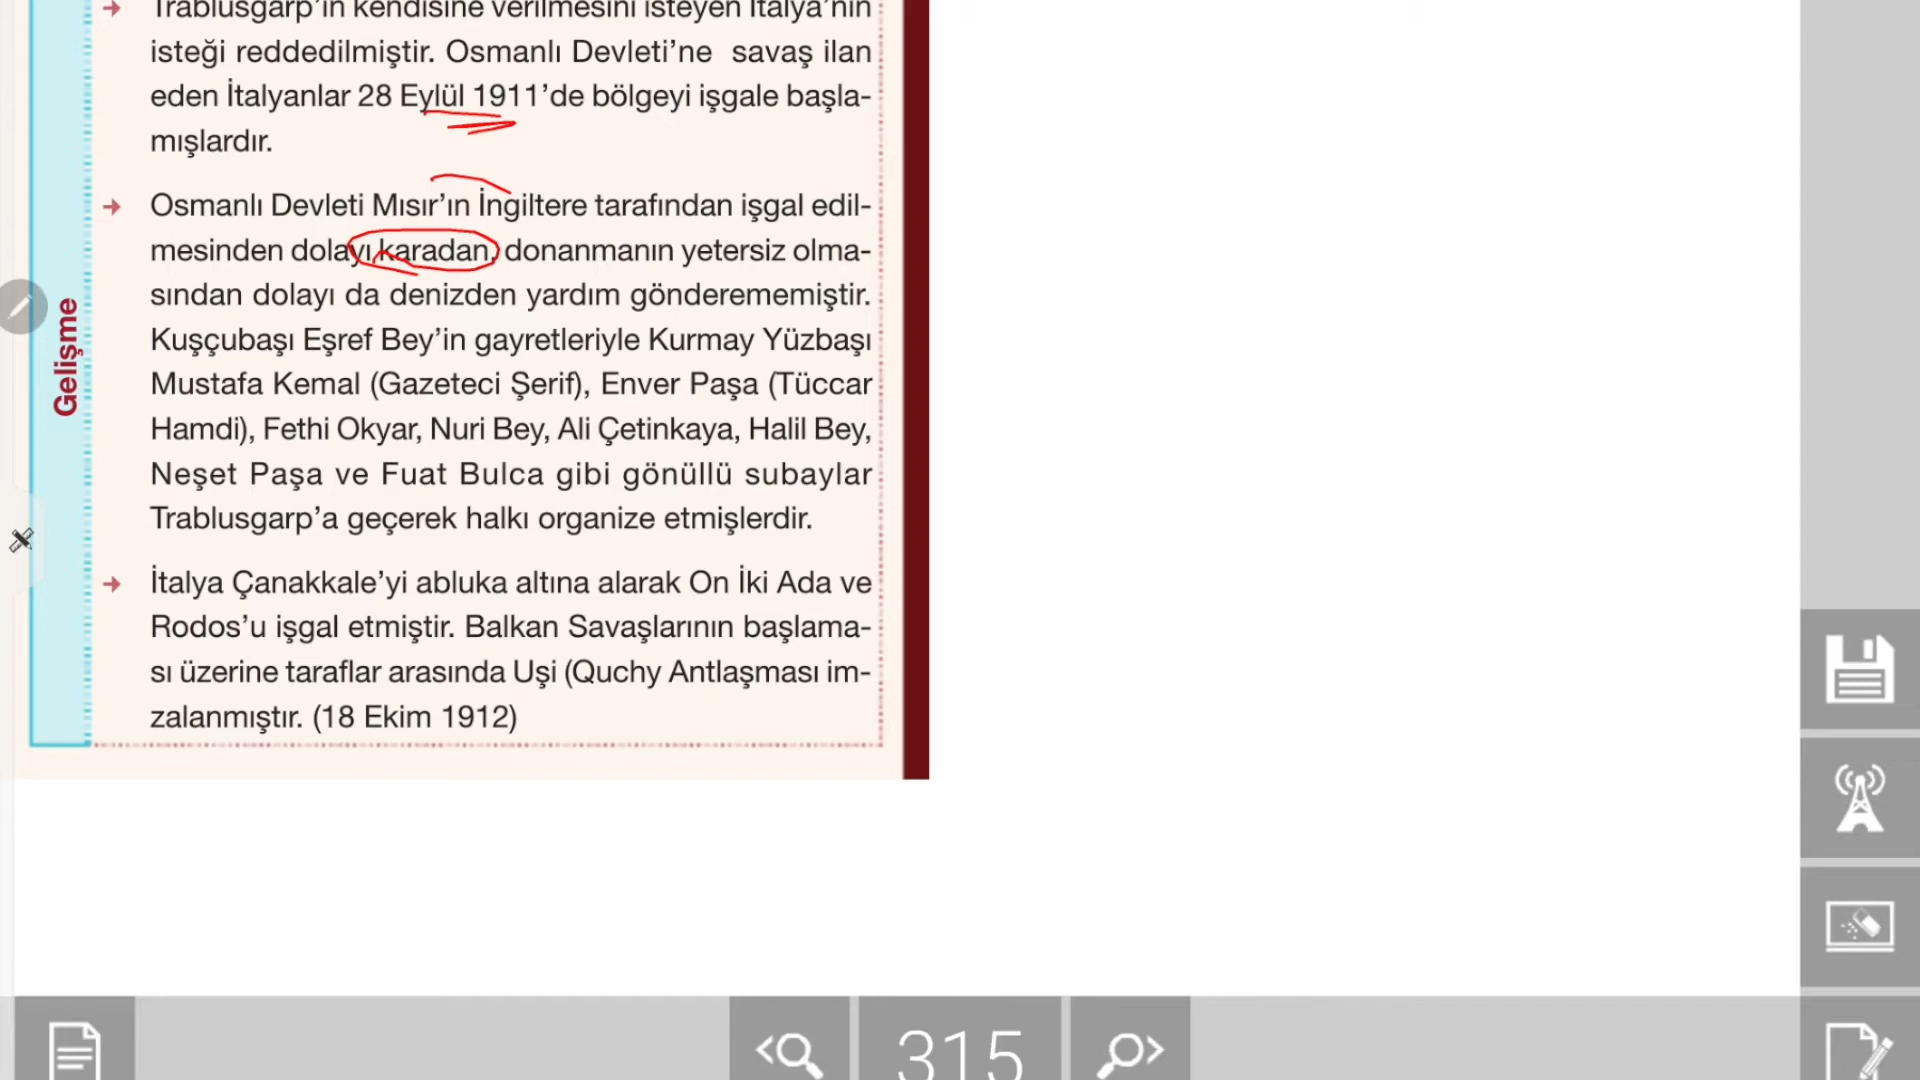 Trablusgarp’ın kendisine verilmesini isteyen İtalya’nın
isteği reddedilmiştir. Osmanlı Devleti’ne savaş ilan
eden İtalyanlar 28 Eylül 1911’de bölgeyi işgale başla-
mışlardır.
Osmanlı Devleti Mısır’ın İngiltere tarafından işgal edil-
mesinden dolayı karadan, donanmanın yetersiz olma-
sından dolayı da denizden yardım gönderememiştir.
Kuşçubaşı Eşref Bey’in gayretleriyle Kurmay Yüzbaşı
Mustafa Kemal (Gazeteci Şerif), Enver Paşa (Tüccar
Hamdi), Fethi Okyar, Nuri Bey, Ali Çetinkaya, Halil Bey,
Neşet Paşa ve Fuat Bulca gibi gönüllü subaylar
Trablusgarp’a geçerek halkı organize etmişlerdir.
İtalya Çanakkale’yi abluka altına alarak On İki Ada ve
Rodos’u işgal etmiştir. Balkan Savaşlarının başlama-
sı üzerine taraflar arasında Uşi (Quchy Antlaşması im-
zalanmıştır. (18 Ekim 1912)
Gelişme
315